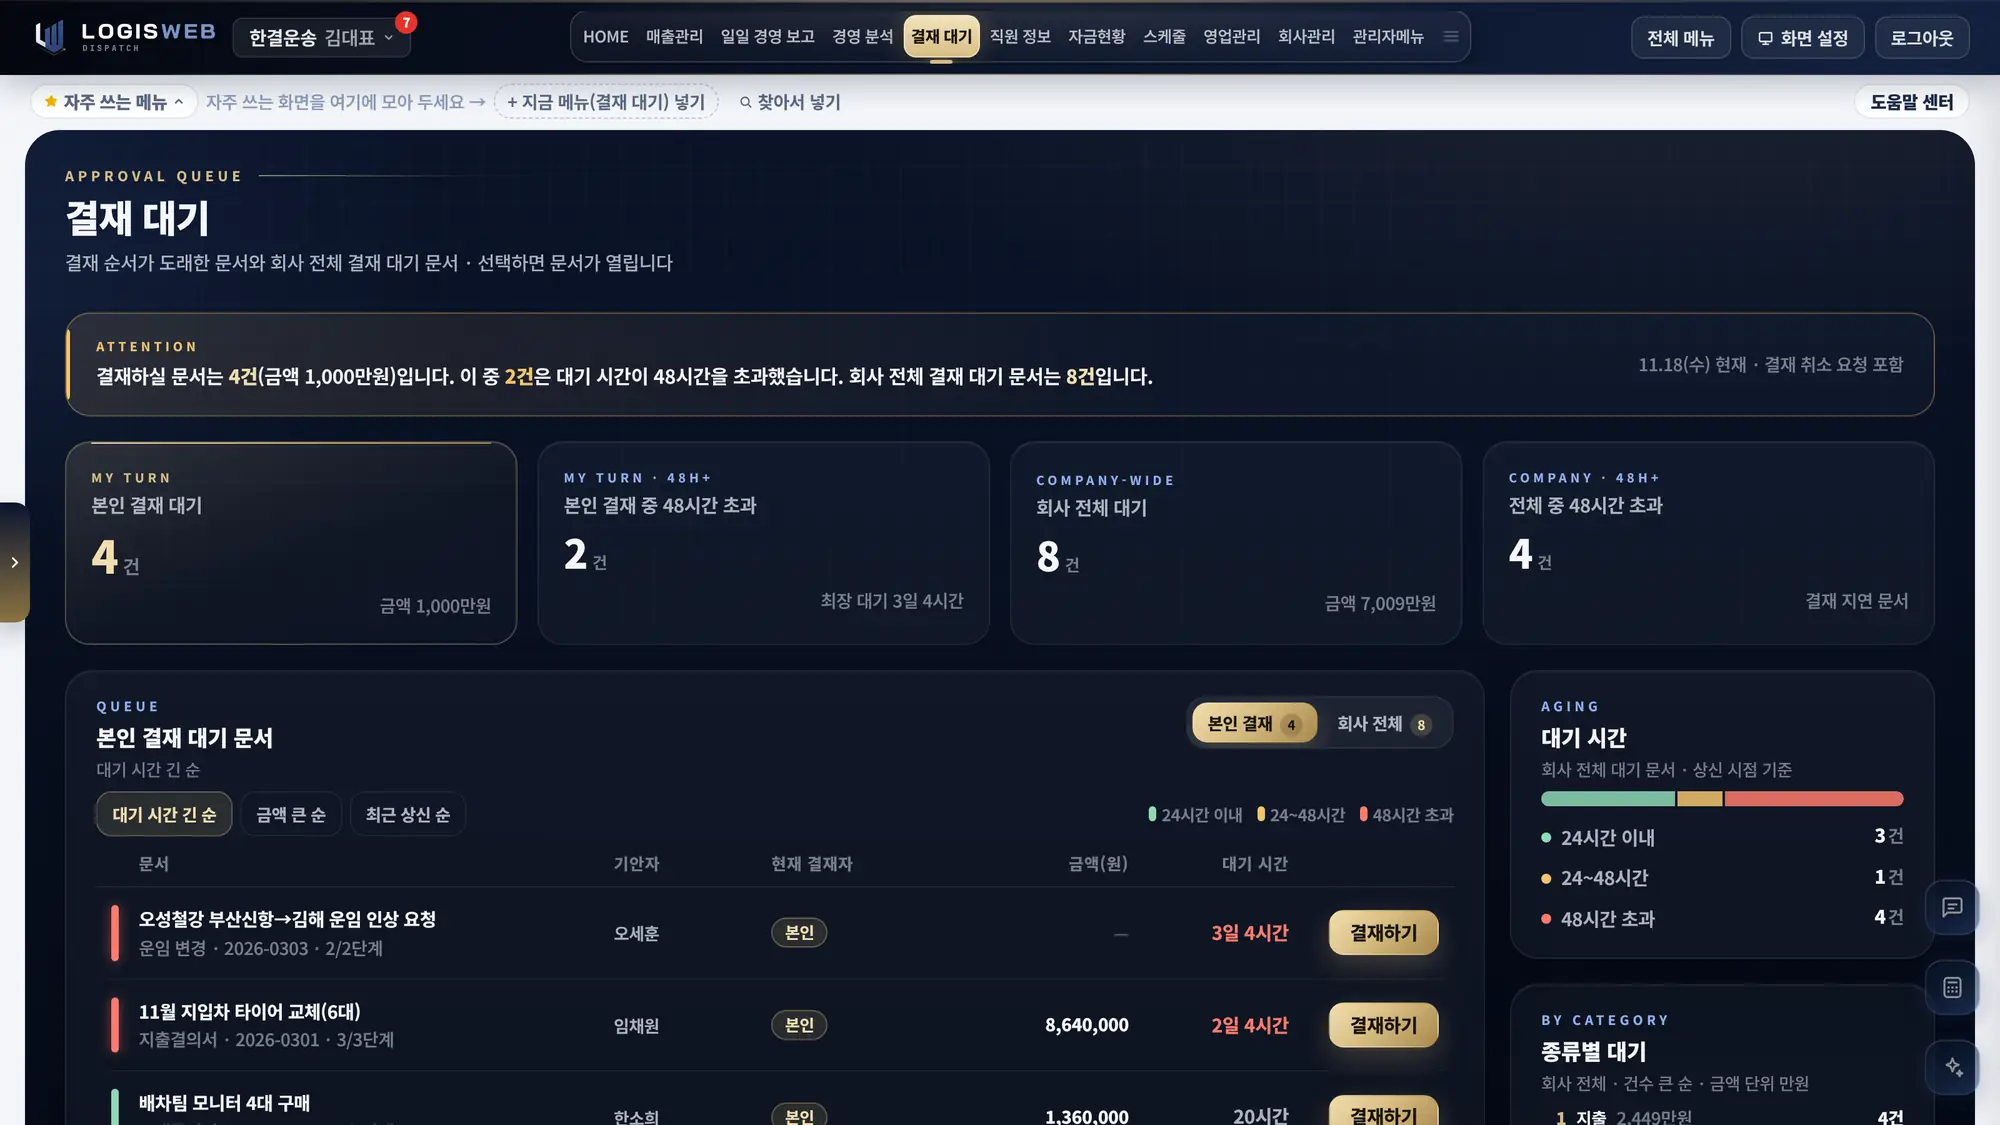 LOGISWEB
DISPATCH
한결운송 김대표
7
HOME 매출관리 일일 경영 보고 경영 분석 결재 대기 직원 정보 자금현황 스케줄 영업관리 회사관리 관리자메뉴
전체 메뉴
화면 설정
로그아웃
자주 쓰는 메뉴
자주 쓰는 화면을 여기에 모아 두세요 →
+ 지금 메뉴(결재 대기) 넣기
찾아서 넣기
도움말 센터
APPROVAL QUEUE
결재 대기
결재 순서가 도래한 문서와 회사 전체 결재 대기 문서 · 선택하면 문서가 열립니다
ATTENTION
결재하실 문서는 4건(금액 1,000만원)입니다. 이 중 2건은 대기 시간이 48시간을 초과했습니다. 회사 전체 결재 대기 문서는 8건입니다.
11.18(수) 현재 · 결재 취소 요청 포함
MY TURN
본인 결재 대기
4 건
금액 1,000만원
MY TURN · 48H+
본인 결재 중 48시간 초과
2 건
최장 대기 3일 4시간
COMPANY-WIDE
회사 전체 대기
8 건
금액 7,009만원
COMPANY · 48H+
전체 중 48시간 초과
4 건
결재 지연 문서
QUEUE
본인 결재 대기 문서
대기 시간 긴 순
본인 결재 4
회사 전체 8
대기 시간 긴 순
금액 큰 순
최근 상신 순
24시간 이내
24~48시간
48시간 초과
문서 기안자 현재 결재자 금액(원) 대기 시간
오성철강 부산신항→김해 운임 인상 요청
운임 변경 · 2026-0303 · 2/2단계
오세훈 본인 — 3일 4시간 결재하기
11월 지입차 타이어 교체(6대)
지출결의서 · 2026-0301 · 3/3단계
임채원 본인 8,640,000 2일 4시간 결재하기
배차팀 모니터 4대 구매
한소희 본인 1,360,000 20시간 결재하기
AGING
대기 시간
회사 전체 대기 문서 · 상신 시점 기준
24시간 이내 3건
24~48시간 1건
48시간 초과 4건
BY CATEGORY
종류별 대기
회사 전체 · 건수 큰 순 · 금액 단위 만원
1 지출 2,449만원 4건